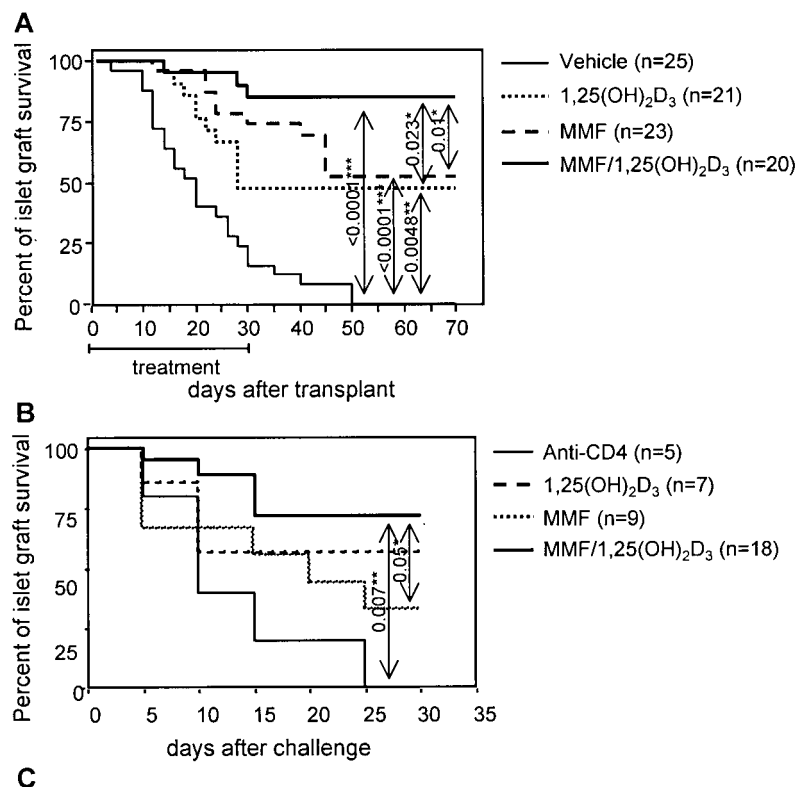 A
Percent of islet graft survival
100
75
50
25
0
0 10 20 30 40 50 60 70
treatment
days after transplant
<0.0001***
<0.0001***
0.0048**
0.023*
0.01*
Vehicle (n=25)
1,25(OH)₂D₃ (n=21)
MMF (n=23)
MMF/1,25(OH)₂D₃ (n=20)
B
Percent of islet graft survival
100
75
50
25
0
0 5 10 15 20 25 30 35
days after challenge
0.007**
0.05*
Anti-CD4 (n=5)
1,25(OH)₂D₃ (n=7)
MMF (n=9)
MMF/1,25(OH)₂D₃ (n=18)
C